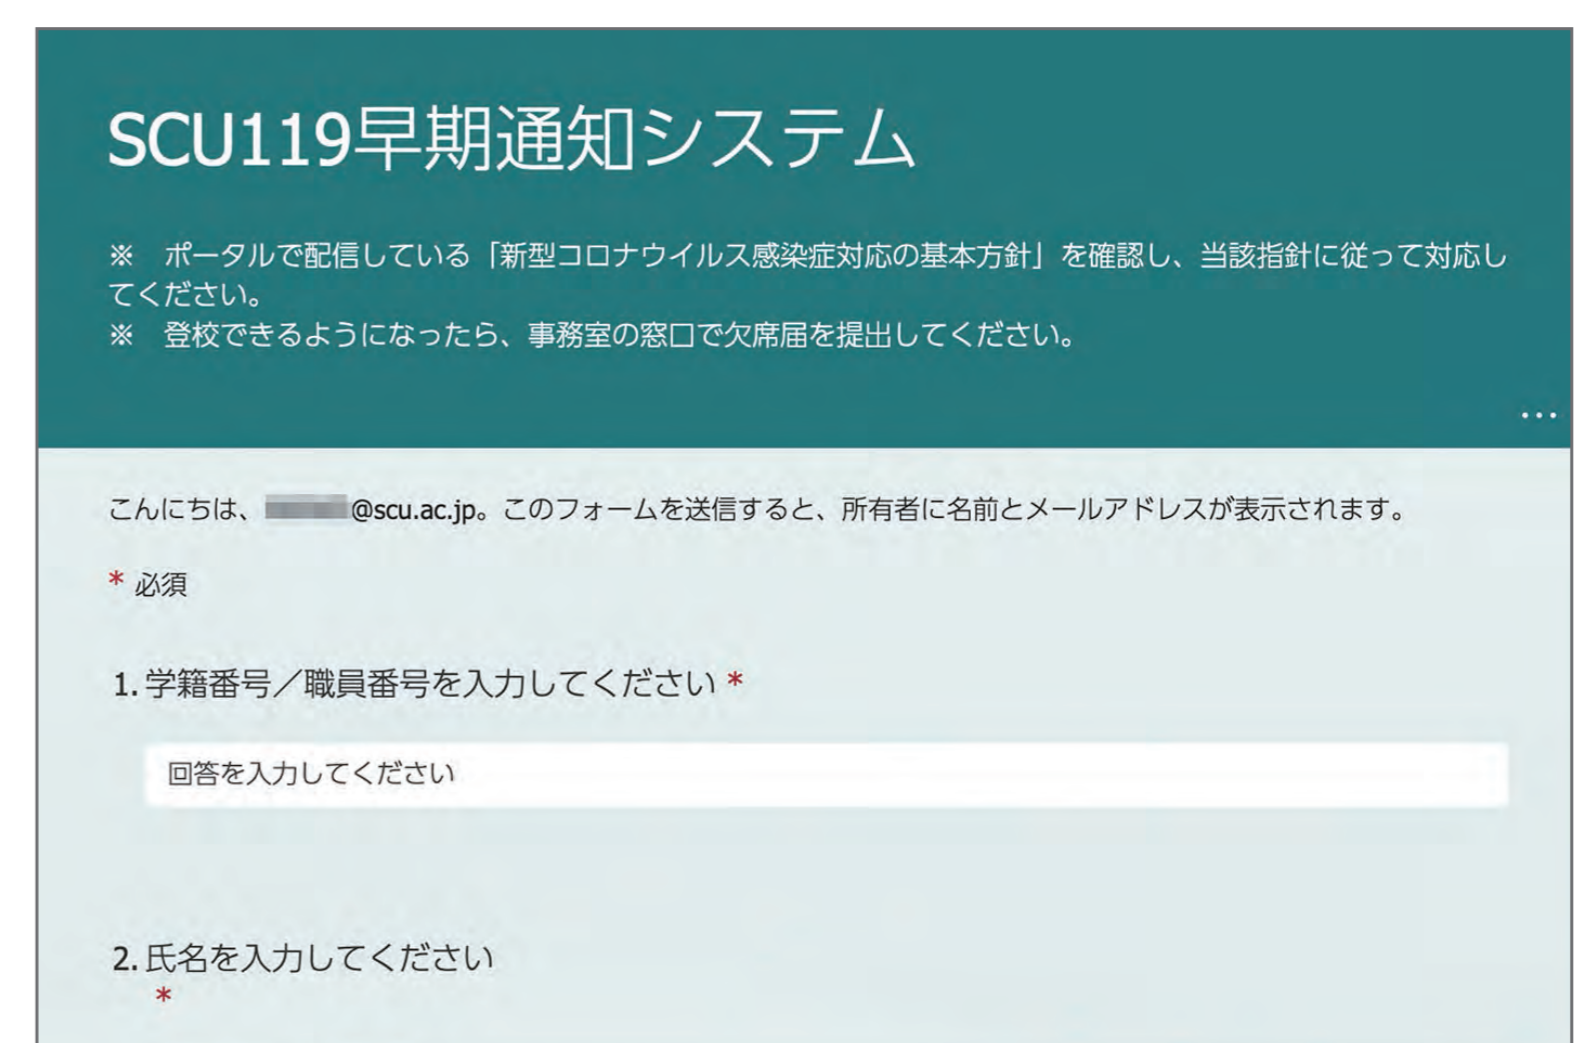 SCU119早期通知システム
※　ポータルで配信している「新型コロナウイルス感染症対応の基本方針」を確認し、当該指針に従って対応し
てください。
※　登校できるようになったら、事務室の窓口で欠席届を提出してください。
...
こんにちは、@scu.ac.jp。このフォームを送信すると、所有者に名前とメールアドレスが表示されます。
* 必須
1. 学籍番号／職員番号を入力してください *
回答を入力してください
2. 氏名を入力してください
*